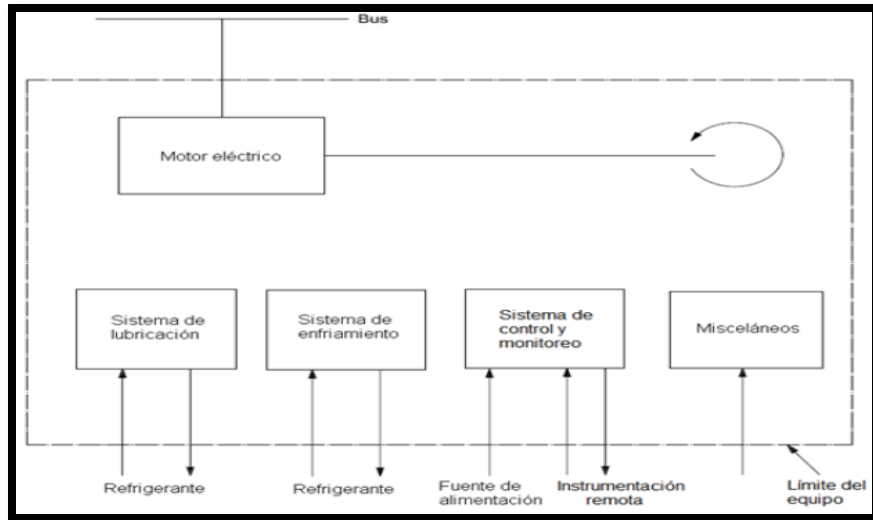 Bus
Motor eléctrico
Sistema de
lubricación
Sistema de
enfriamiento
Sistema de
control y
monitoreo
Misceláneos
Refrigerante
Refrigerante
Fuente de
alimentación
Instrumentación
remota
Límite del
equipo